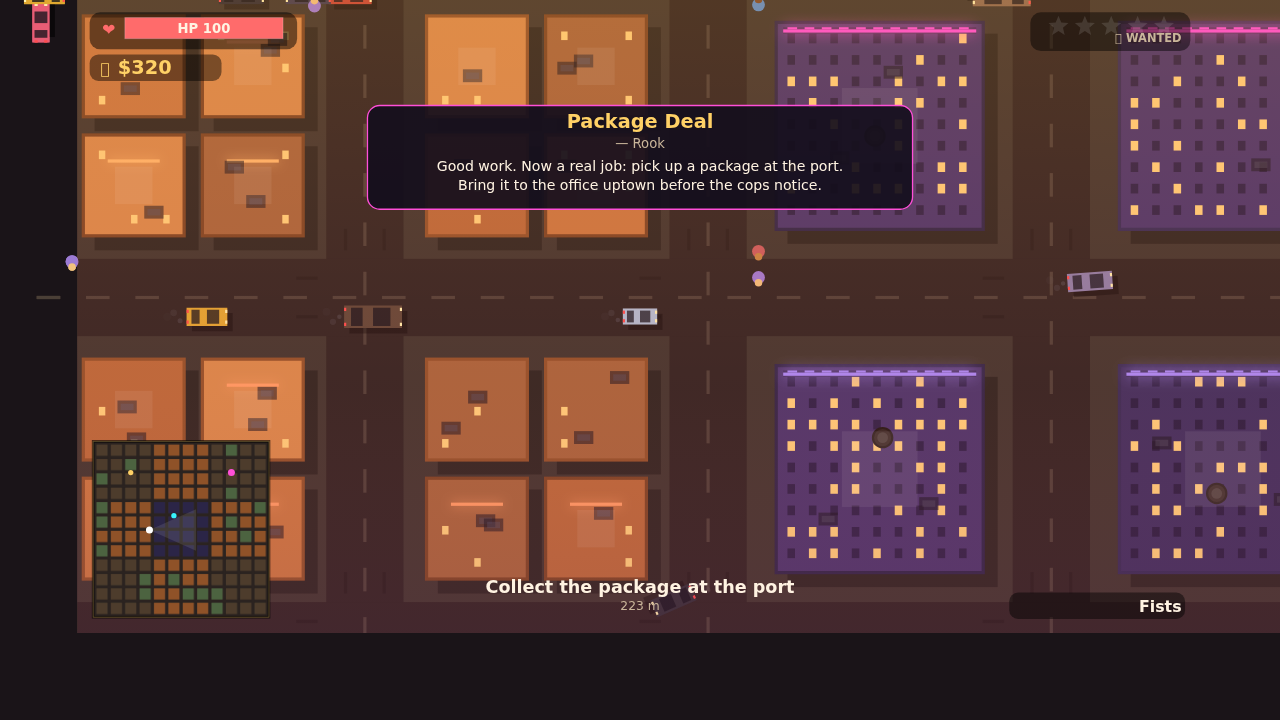 HP 100
$320
WANTED
Package Deal
— Rook
Good work. Now a real job: pick up a package at the port.
Bring it to the office uptown before the cops notice.
Collect the package at the port
223 m
Fists